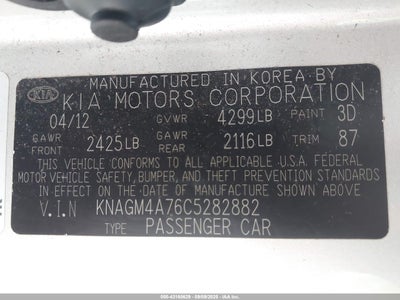 MANUFACTURED IN KOREA BY
KIA KIA MOTORS CORPORATION
04/12 GVWR 4299LB PAINT 3D
GAWR FRONT 2425LB GAWR REAR 2116LB TRIM 87
THIS VEHICLE CONFORMS TO ALL APPLICABLE U.S.A. FEDERAL
MOTOR VEHICLE SAFETY, BUMPER, AND THEFT PREVENTION
STANDARDS IN EFFECT ON THE DATE OF MANUFACTURE SHOWN ABOVE.
V.I.N KNAGM4A76C5282882
TYPE PASSENGER CAR